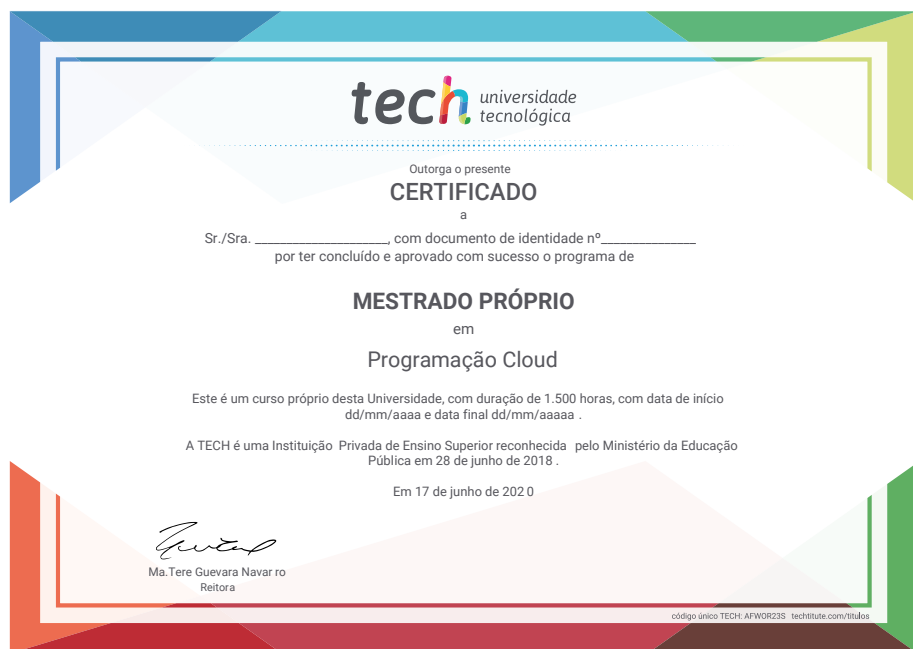 tech universidade
tecnológica
Outorga o presente
CERTIFICADO
a
Sr./Sra. ____________________, com documento de identidade nº______________
por ter concluído e aprovado com sucesso o programa de
MESTRADO PRÓPRIO
em
Programação Cloud
Este é um curso próprio desta Universidade, com duração de 1.500 horas, com data de início
dd/mm/aaaa e data final dd/mm/aaaaa .
A TECH é uma Instituição Privada de Ensino Superior reconhecida pelo Ministério da Educação
Pública em 28 de junho de 2018 .
Em 17 de junho de 202 0
Ma.Tere Guevara Navar ro
Reitora
código único TECH: AFWOR23S techtitute.com/titulos